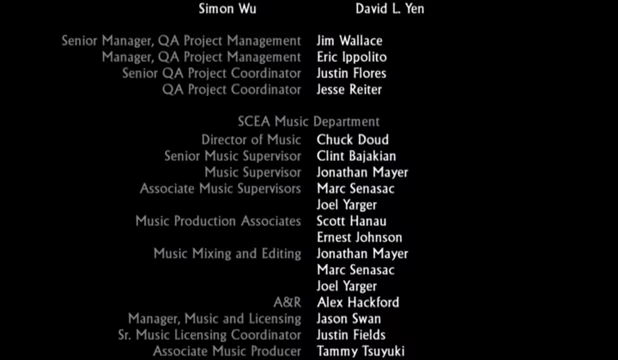 Simon Wu David L. Yen
Senior Manager, QA Project Management Jim Wallace
Manager, QA Project Management Eric Ippolito
Senior QA Project Coordinator Justin Flores
QA Project Coordinator Jesse Reiter
SCEA Music Department
Director of Music Chuck Doud
Senior Music Supervisor Clint Bajakian
Music Supervisor Jonathan Mayer
Associate Music Supervisors Marc Senasac
Joel Yarger
Music Production Associates Scott Hanau
Ernest Johnson
Music Mixing and Editing Jonathan Mayer
Marc Senasac
Joel Yarger
A&R Alex Hackford
Manager, Music and Licensing Jason Swan
Sr. Music Licensing Coordinator Justin Fields
Associate Music Producer Tammy Tsuyuki